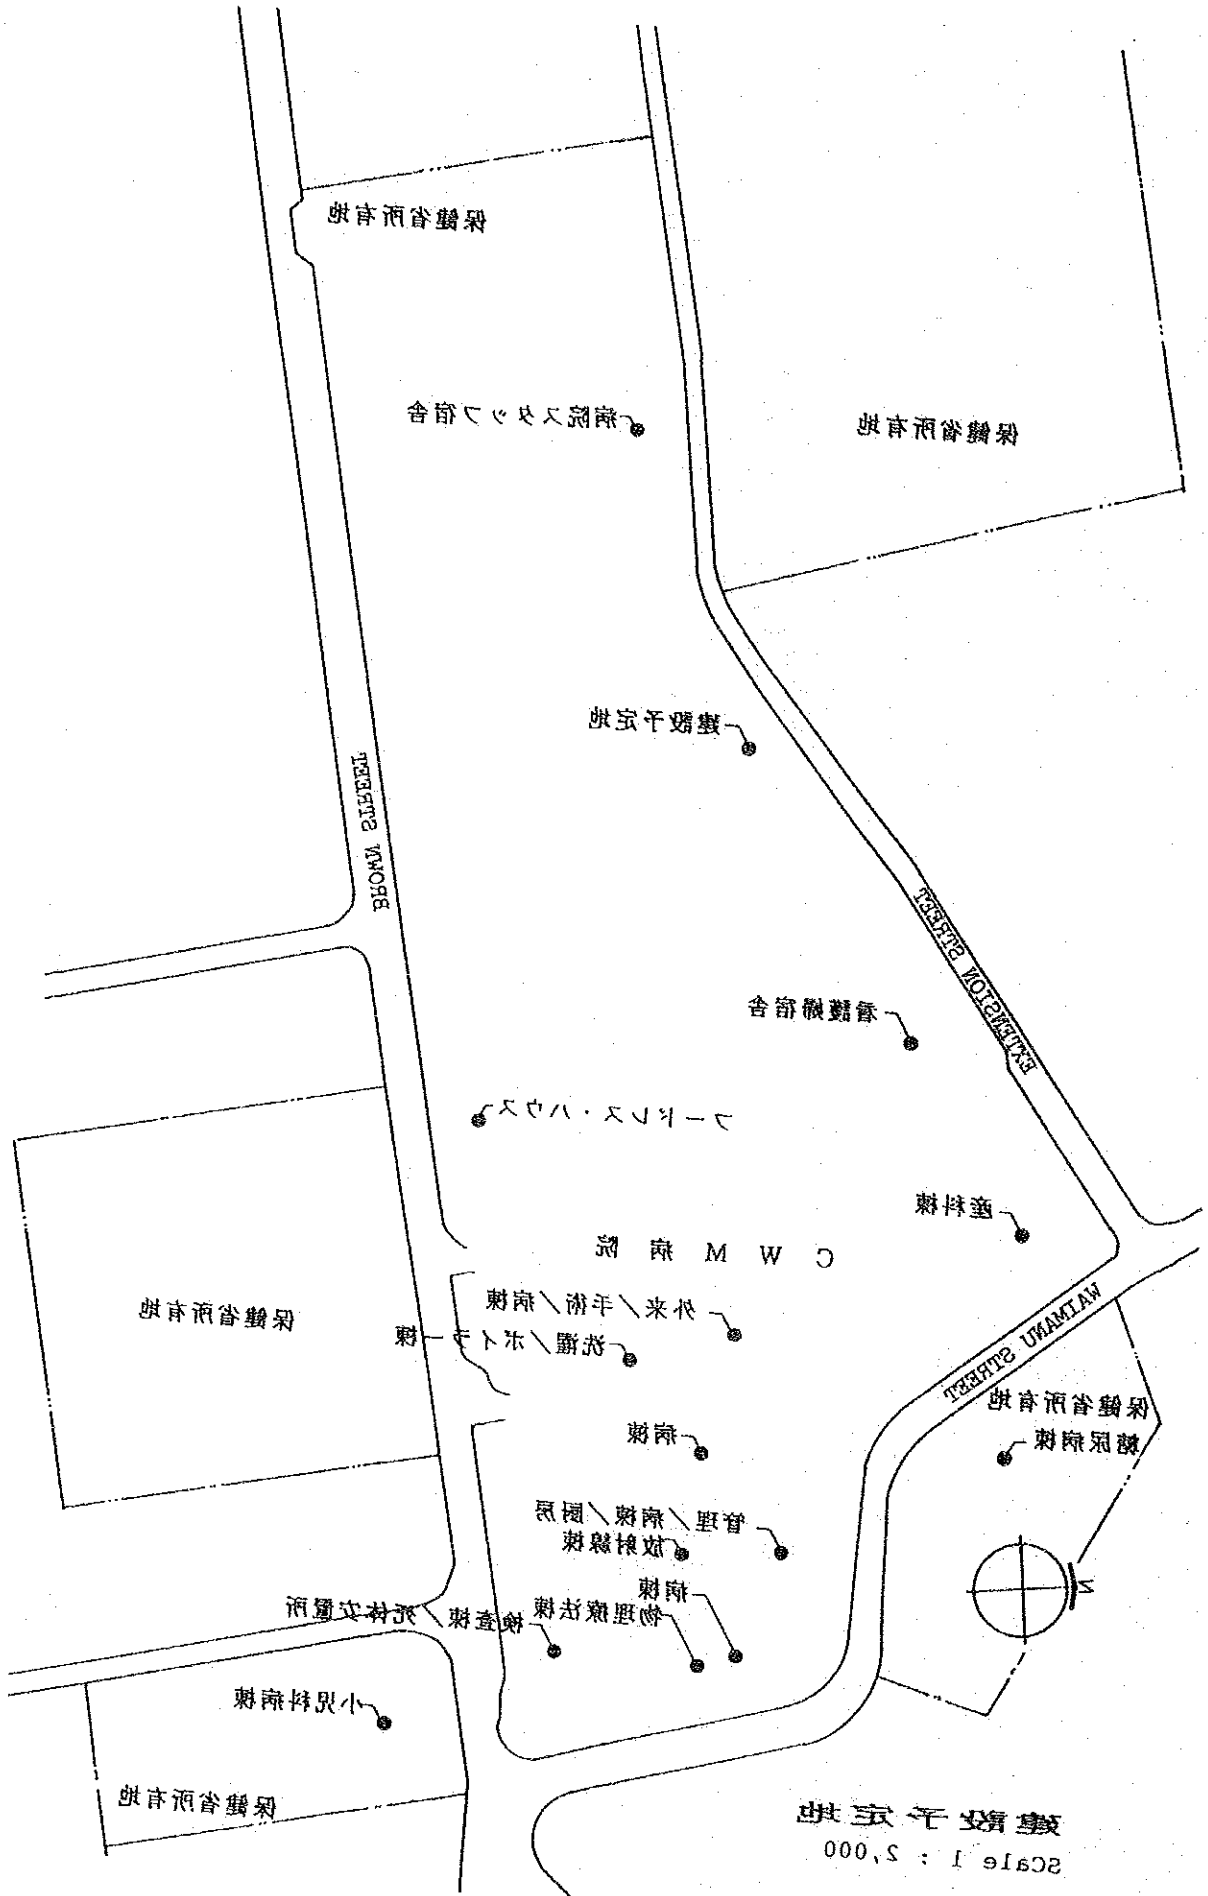 保健省所有地
病院スタッフ宿舎
保健省所有地
建設予定地
BROWN STREET
EXTENSION STREET
看護婦宿舎
フードレス・ハウス
産科棟
C W M 病 院
外来／手術／病棟
洗濯／ボイラー棟
保健省所有地
WAIMANU STREET
保健省所有地
糖尿病棟
病棟
管理／病棟／厨房
放射線棟
N
病棟
物理療法棟
検査棟／死体安置所
小児科病棟
保健省所有地
建設予定地
SCale 1 : 2,000